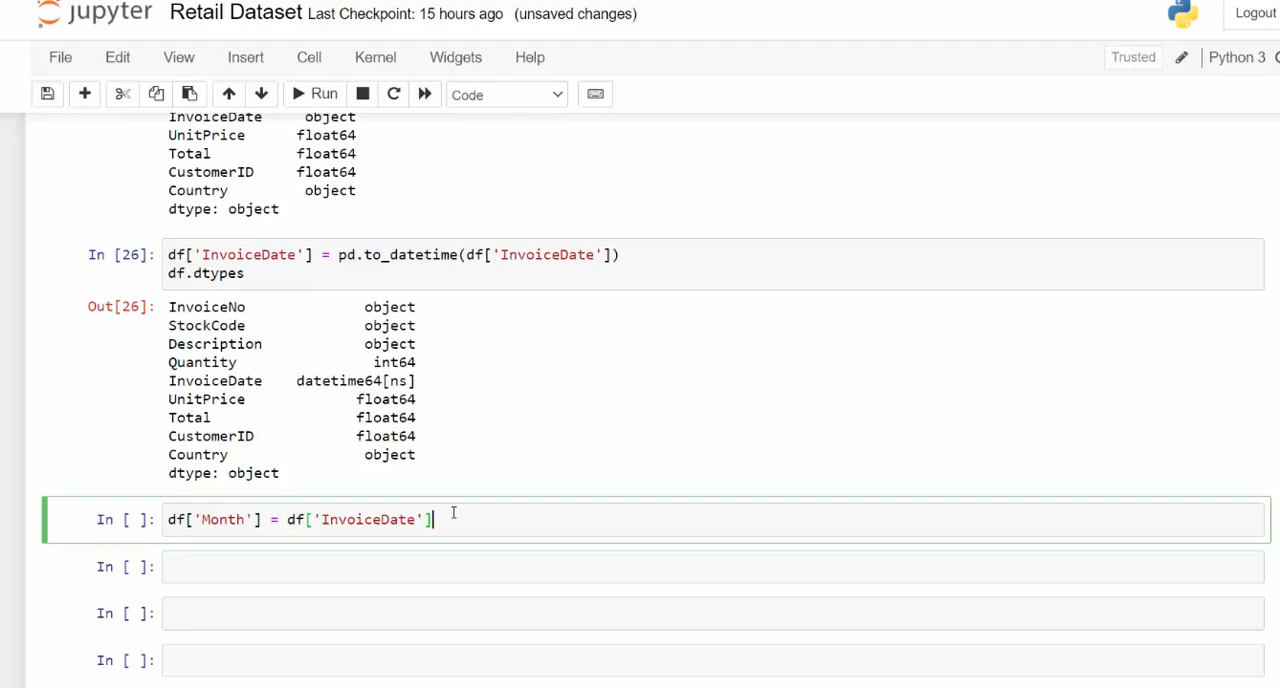 jupyter Retail Dataset Last Checkpoint: 15 hours ago (unsaved changes) Logout
File Edit View Insert Cell Kernel Widgets Help Trusted Python 3
Run Code
InvoiceDate object
UnitPrice float64
Total float64
CustomerID float64
Country object
dtype: object
In [26]: df['InvoiceDate'] = pd.to_datetime(df['InvoiceDate'])
df.dtypes
Out[26]: InvoiceNo object
StockCode object
Description object
Quantity int64
InvoiceDate datetime64[ns]
UnitPrice float64
Total float64
CustomerID float64
Country object
dtype: object
In [ ]: df['Month'] = df['InvoiceDate']
In [ ]:
In [ ]:
In [ ]: